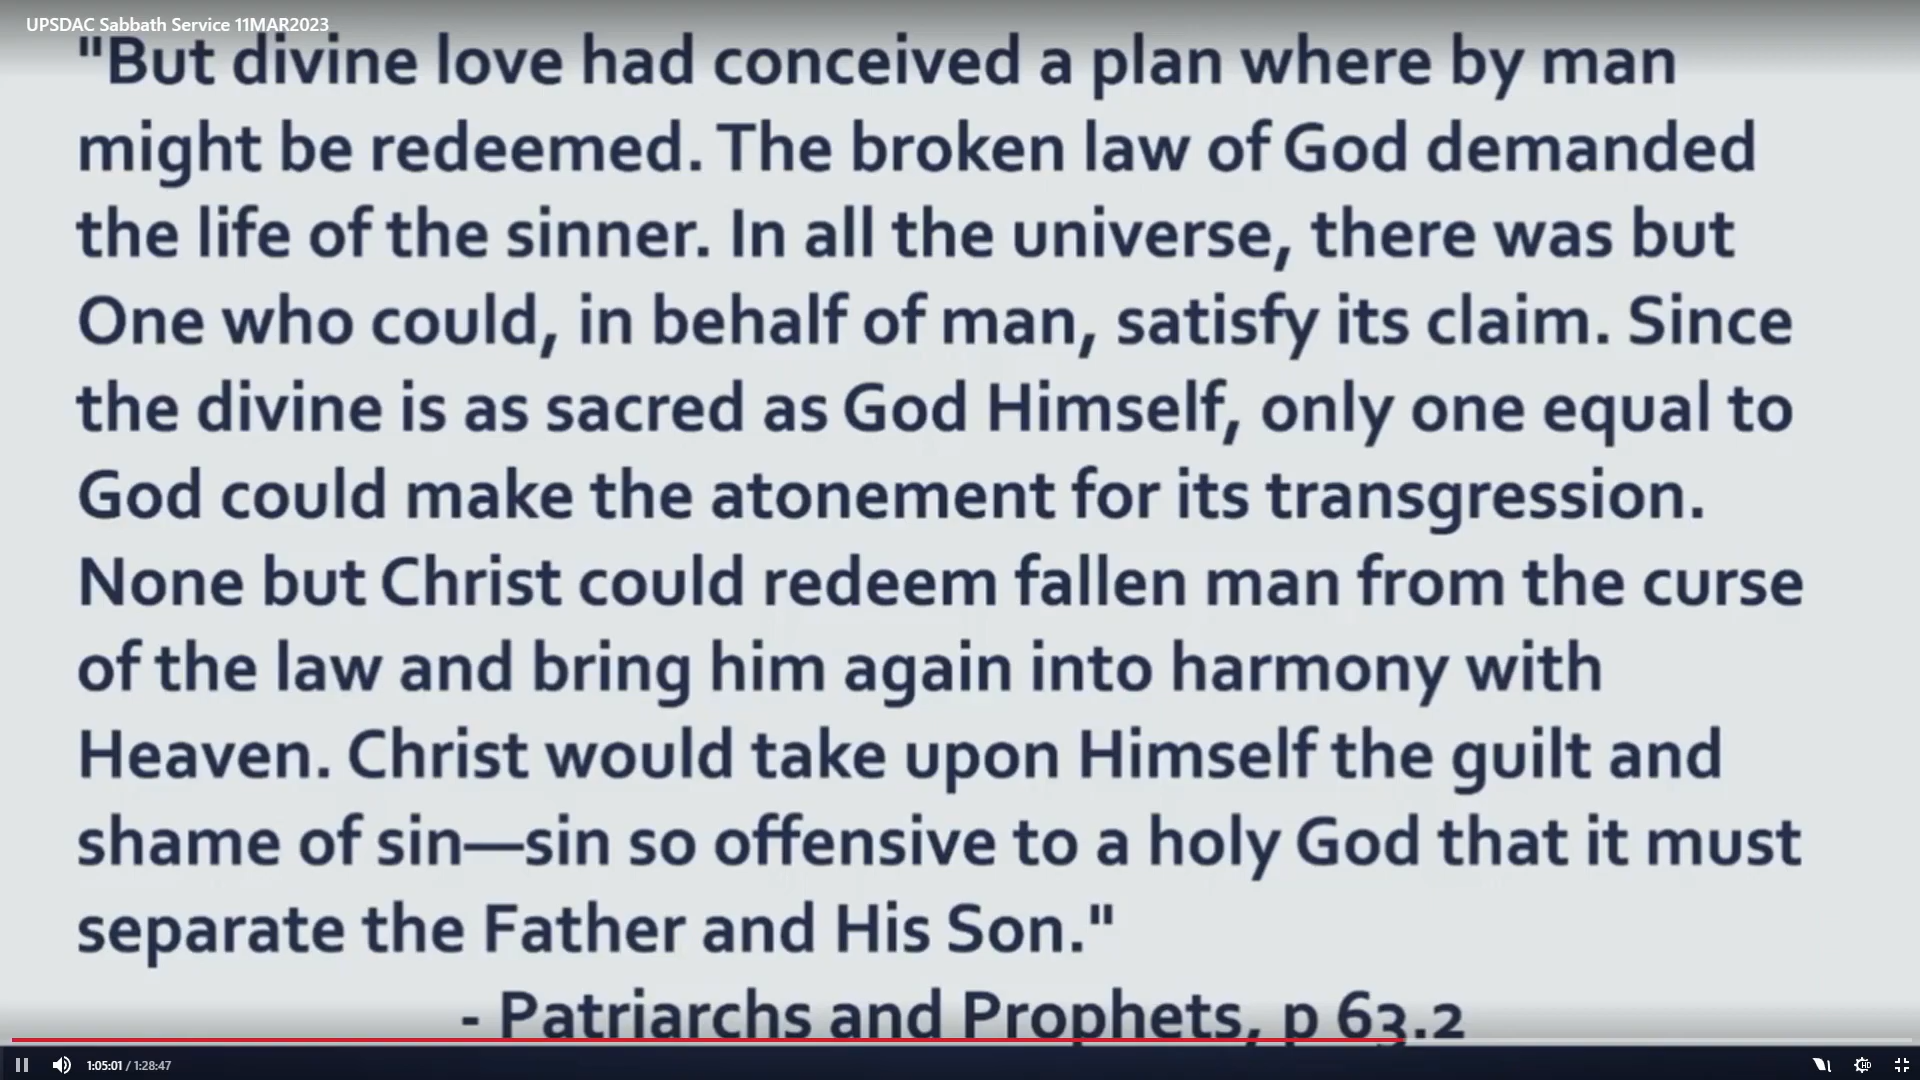 UPSDAC Sabbath Service 11MAR2023
"But divine love had conceived a plan where by man
might be redeemed. The broken law of God demanded
the life of the sinner. In all the universe, there was but
One who could, in behalf of man, satisfy its claim. Since
the divine is as sacred as God Himself, only one equal to
God could make the atonement for its transgression.
None but Christ could redeem fallen man from the curse
of the law and bring him again into harmony with
Heaven. Christ would take upon Himself the guilt and
shame of sin—sin so offensive to a holy God that it must
separate the Father and His Son."
- Patriarchs and Prophets, p 63.2
1:05:01 / 1:28:47
HD